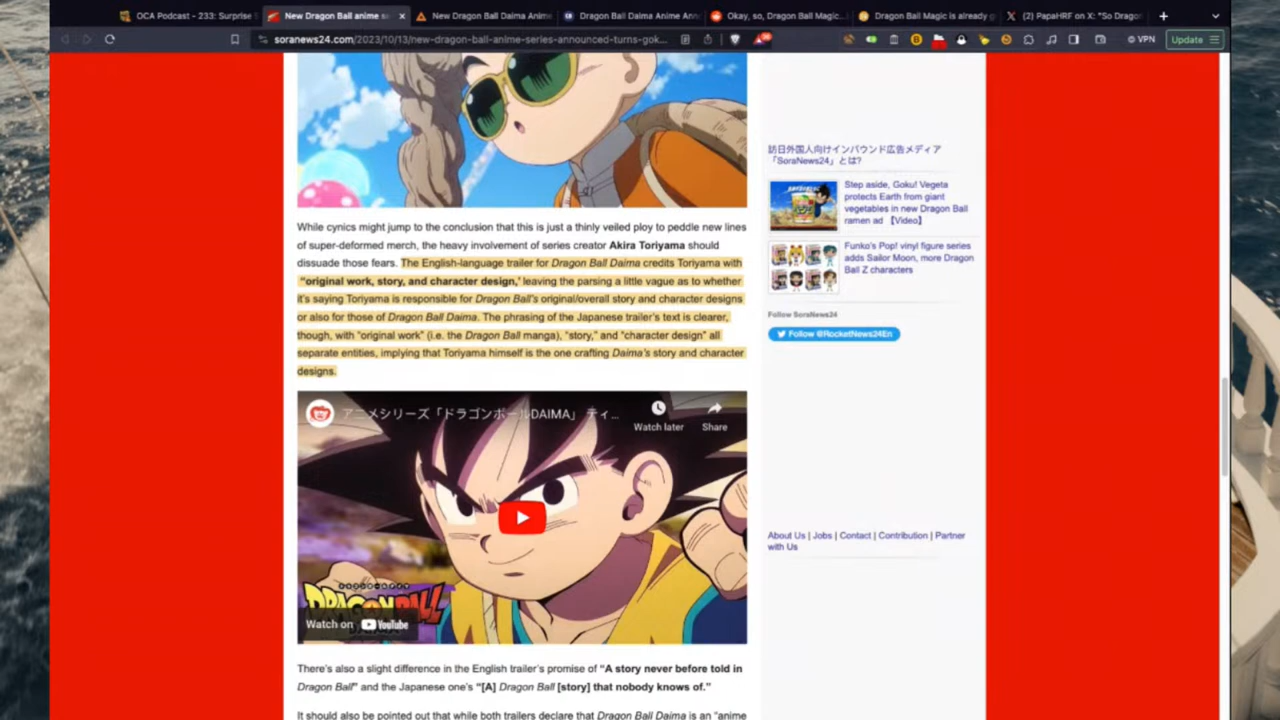 OCA Podcast - 233: Surprise S
New Dragon Ball anime s
New Dragon Ball Daima Anim
Dragon Ball Daima Anime Ann
Okay, so, Dragon Ball Magic...
Dragon Ball Magic is already g
(2) PapaHRF on X: "So Drago
soranews24.com/2023/10/13/new-dragon-ball-anime-series-announced-turns-gok...
VPN
Update
While cynics might jump to the conclusion that this is just a thinly veiled ploy to peddle new lines
of super-deformed merch, the heavy involvement of series creator Akira Toriyama should
dissuade those fears. The English-language trailer for Dragon Ball Daima credits Toriyama with
"original work, story, and character design," leaving the parsing a little vague as to whether
it's saying Toriyama is responsible for Dragon Ball's original/overall story and character designs
or also for those of Dragon Ball Daima. The phrasing of the Japanese trailer's text is clearer,
though, with "original work" (i.e. the Dragon Ball manga), "story," and "character design" all
separate entities, implying that Toriyama himself is the one crafting Daima's story and character
designs.
アニメシリーズ「ドラゴンボールDAIMA」 ティ...
Watch later
Share
DRAGON BALL
Watch on YouTube
There's also a slight difference in the English trailer's promise of "A story never before told in
Dragon Ball" and the Japanese one's "[A] Dragon Ball [story] that nobody knows of."
It should also be pointed out that while both trailers declare that Dragon Ball Daima is an "anime
訪日外国人向けインバウンド広告メディア
「SoraNews24」とは?
Step aside, Goku! Vegeta
protects Earth from giant
vegetables in new Dragon Ball
ramen ad 【Video】
Funko's Pop! vinyl figure series
adds Sailor Moon, more Dragon
Ball Z characters
Follow SoraNews24
Follow @RocketNews24En
About Us | Jobs | Contact | Contribution | Partner
with Us